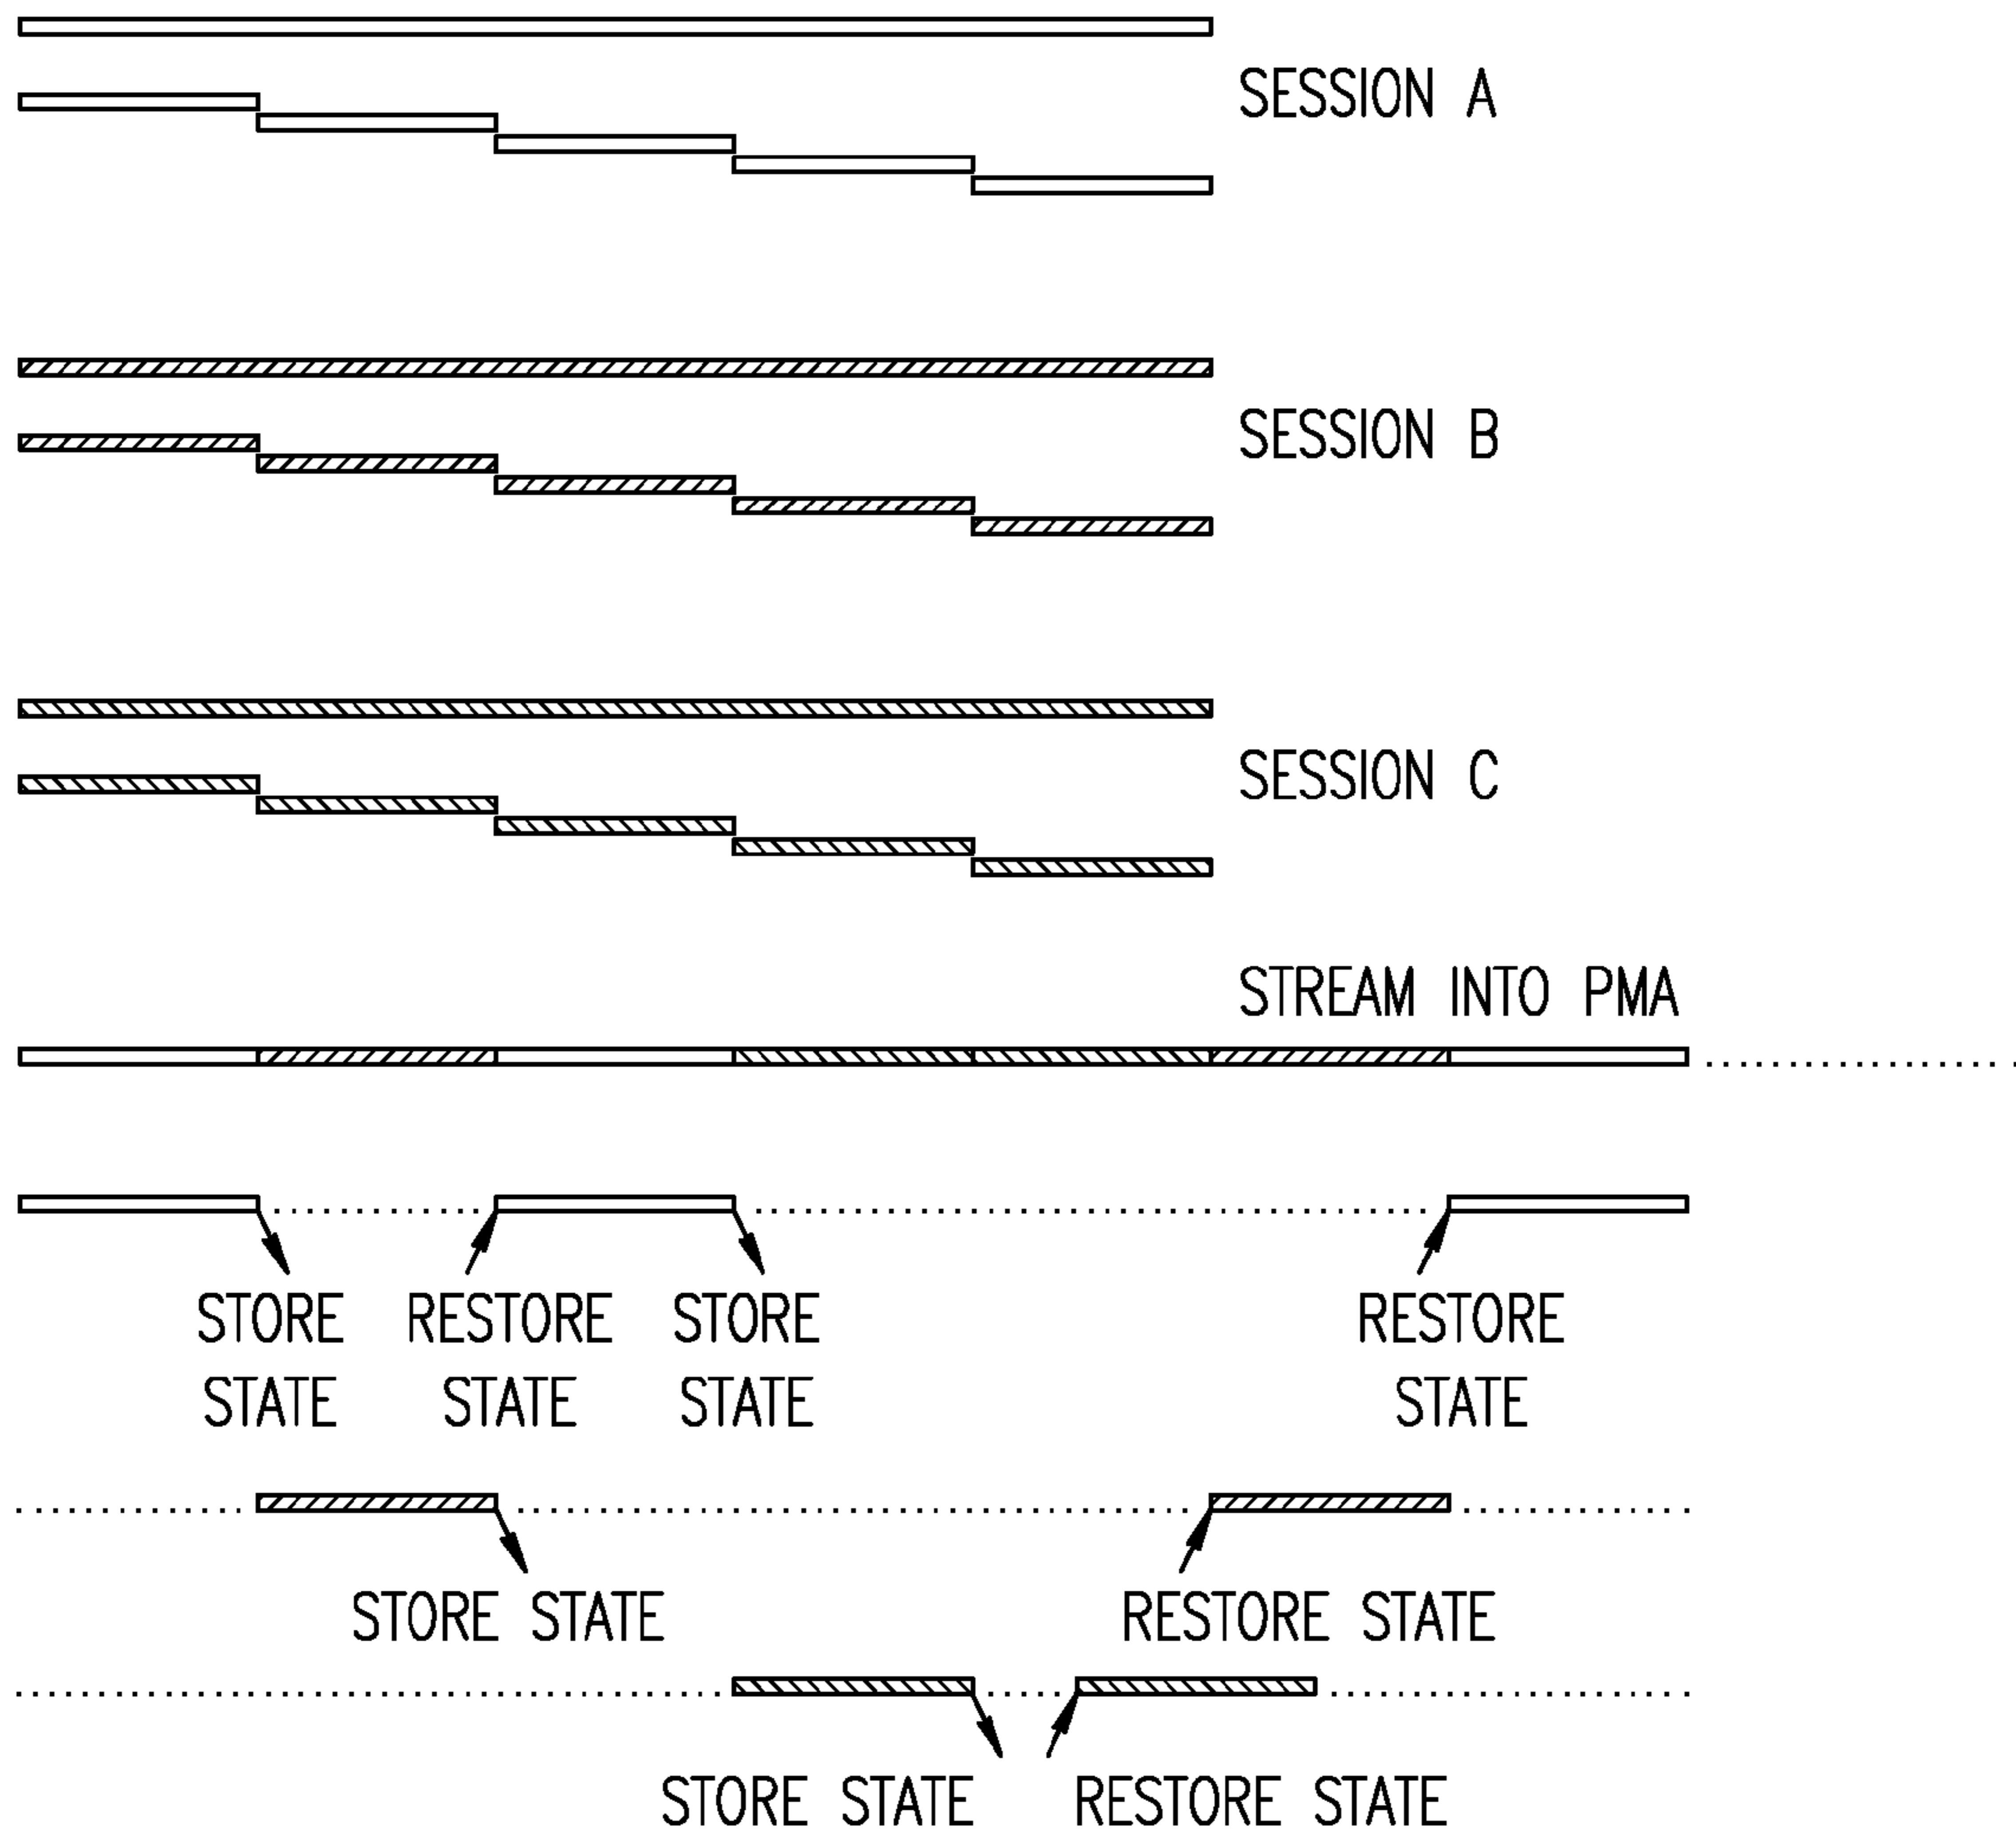 SESSION A
SESSION B
SESSION C
STREAM INTO PMA
STORE RESTORE STORE RESTORE
STATE STATE STATE STATE
STORE STATE RESTORE STATE
STORE STATE RESTORE STATE